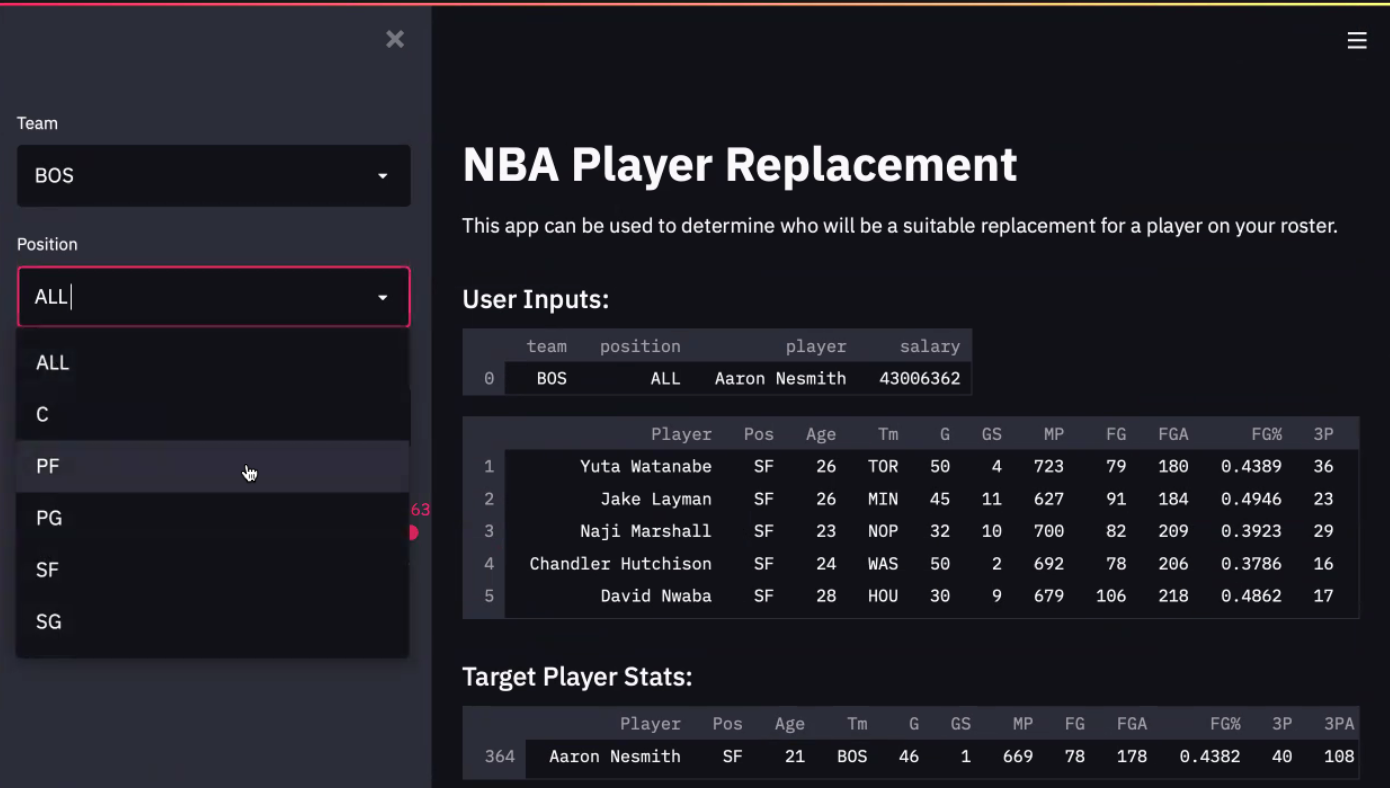 Team
BOS
Position
ALL
ALL
C
PF
PG
SF
SG
63
NBA Player Replacement
This app can be used to determine who will be a suitable replacement for a player on your roster.
User Inputs:
team position player salary
0 BOS ALL Aaron Nesmith 43006362
Player Pos Age Tm G GS MP FG FGA FG% 3P
1 Yuta Watanabe SF 26 TOR 50 4 723 79 180 0.4389 36
2 Jake Layman SF 26 MIN 45 11 627 91 184 0.4946 23
3 Naji Marshall SF 23 NOP 32 10 700 82 209 0.3923 29
4 Chandler Hutchison SF 24 WAS 50 2 692 78 206 0.3786 16
5 David Nwaba SF 28 HOU 30 9 679 106 218 0.4862 17
Target Player Stats:
Player Pos Age Tm G GS MP FG FGA FG% 3P 3PA
364 Aaron Nesmith SF 21 BOS 46 1 669 78 178 0.4382 40 108